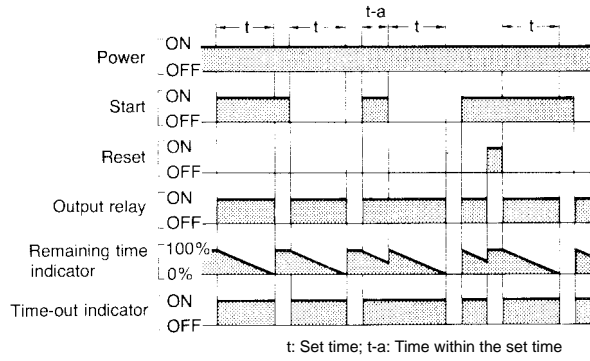 t-a
t t t t
Power ON
OFF
Start ON
OFF
Reset ON
OFF
Output relay ON
OFF
Remaining time 100%
indicator 0%
Time-out indicator ON
OFF
t: Set time; t-a: Time within the set time